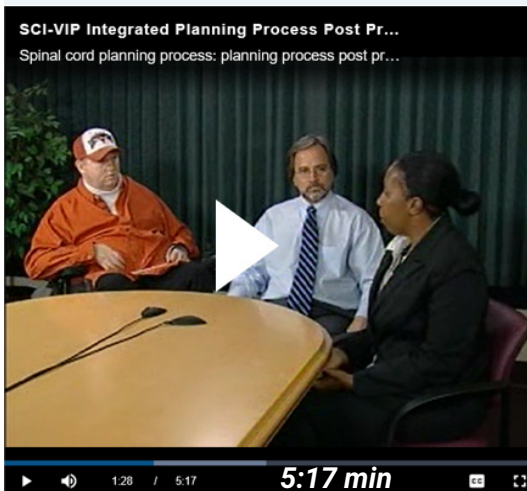 SCI-VIP Integrated Planning Process Post Pr...
Spinal cord planning process: planning process post pr...
1:28 / 5:17
5:17 min
CC